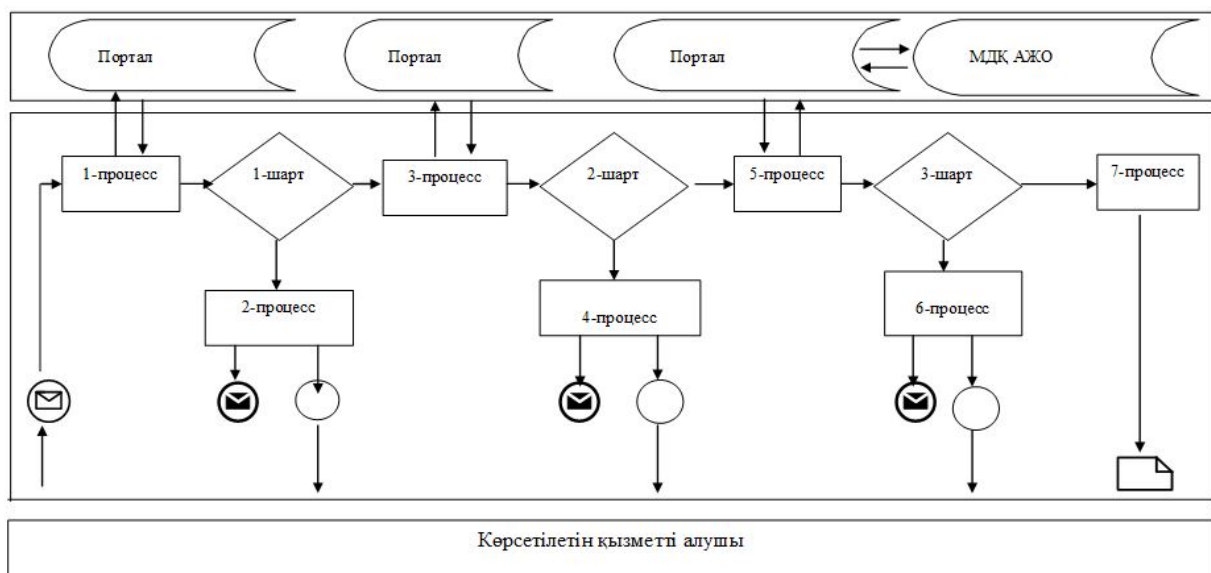 Портал
Портал
Портал
МДҚ АЖО
1-процесс
1-шарт
3-процесс
2-шарт
5-процесс
3-шарт
7-процесс
2-процесс
4-процесс
6-процесс
Көрсетілетін қызметті алушы